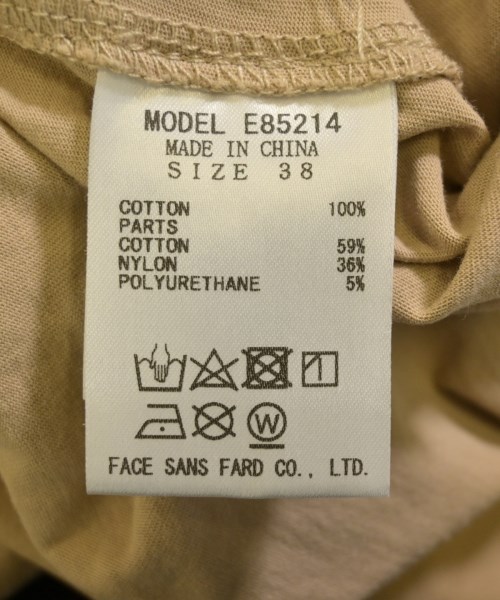 MODEL E85214
MADE IN CHINA
SIZE 38
COTTON 100%
PARTS
COTTON 59%
NYLON 36%
POLYURETHANE 5%
W
FACE SANS FARD CO., LTD.